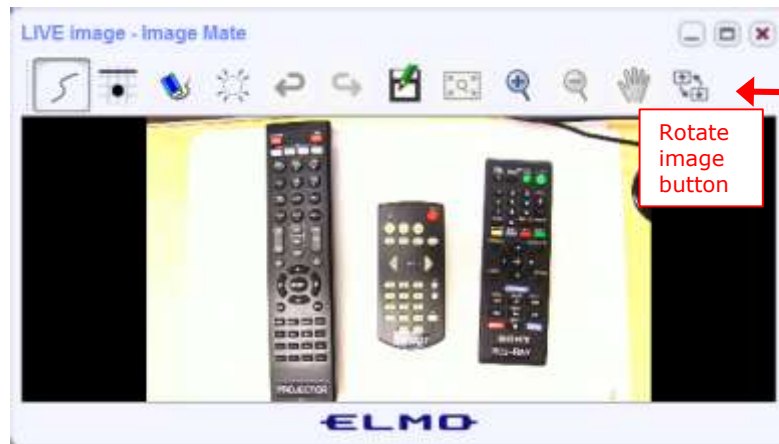 LIVE image - Image Mate
Rotate
image
button
PROJECTOR
SONY
BLU-RAY
ELMO